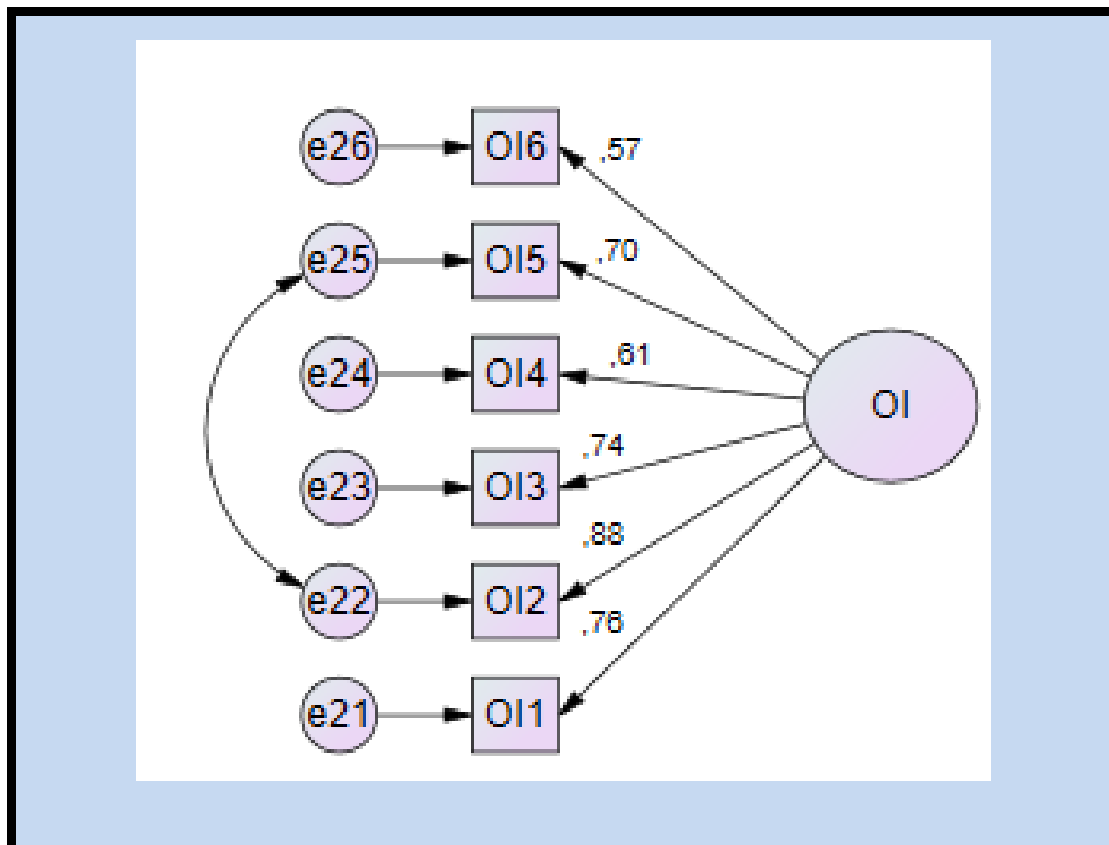 e26 OI6 ,57
e25 OI5 ,70
e24 OI4 ,61
OI
e23 OI3 ,74
e22 OI2 ,88
e21 OI1 ,76